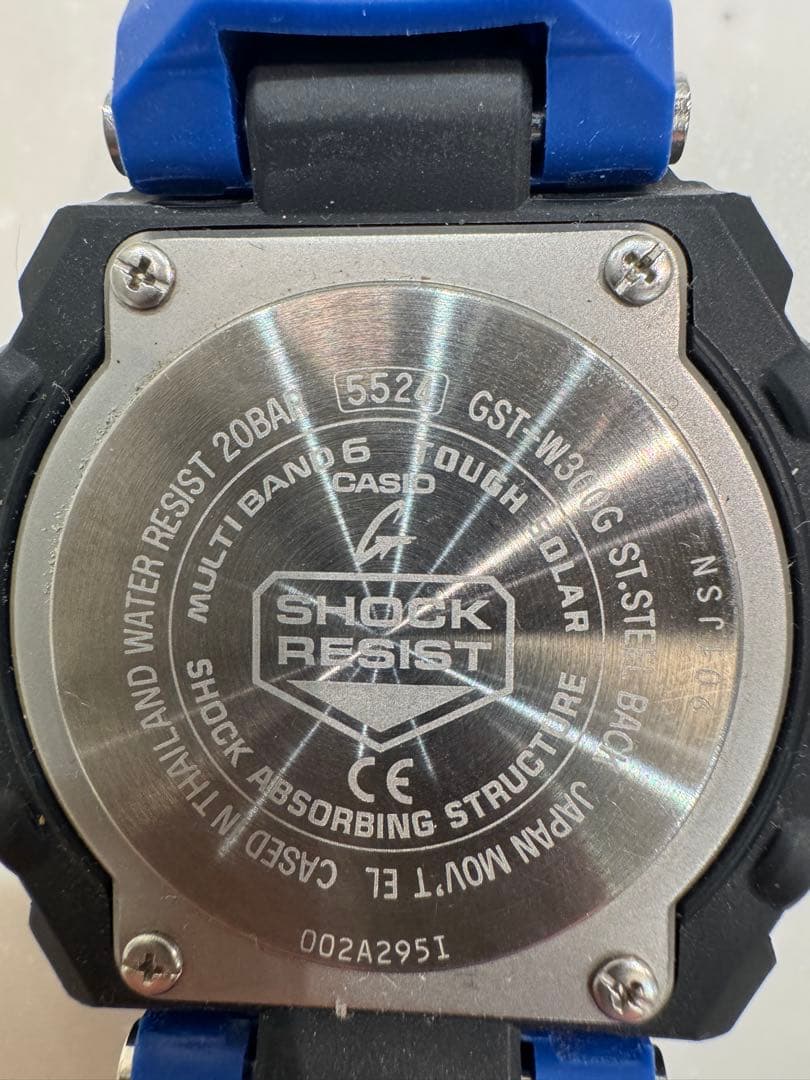 5524 GST-W300G ST.STEEL BACK JAPAN MOV'T EL CASED IN THAILAND WATER RESIST 20BAR
MULTI BAND 6 TOUGH SOLAR
CASIO
G
SHOCK
RESIST
CE
SHOCK ABSORBING STRUCTURE
002A295I